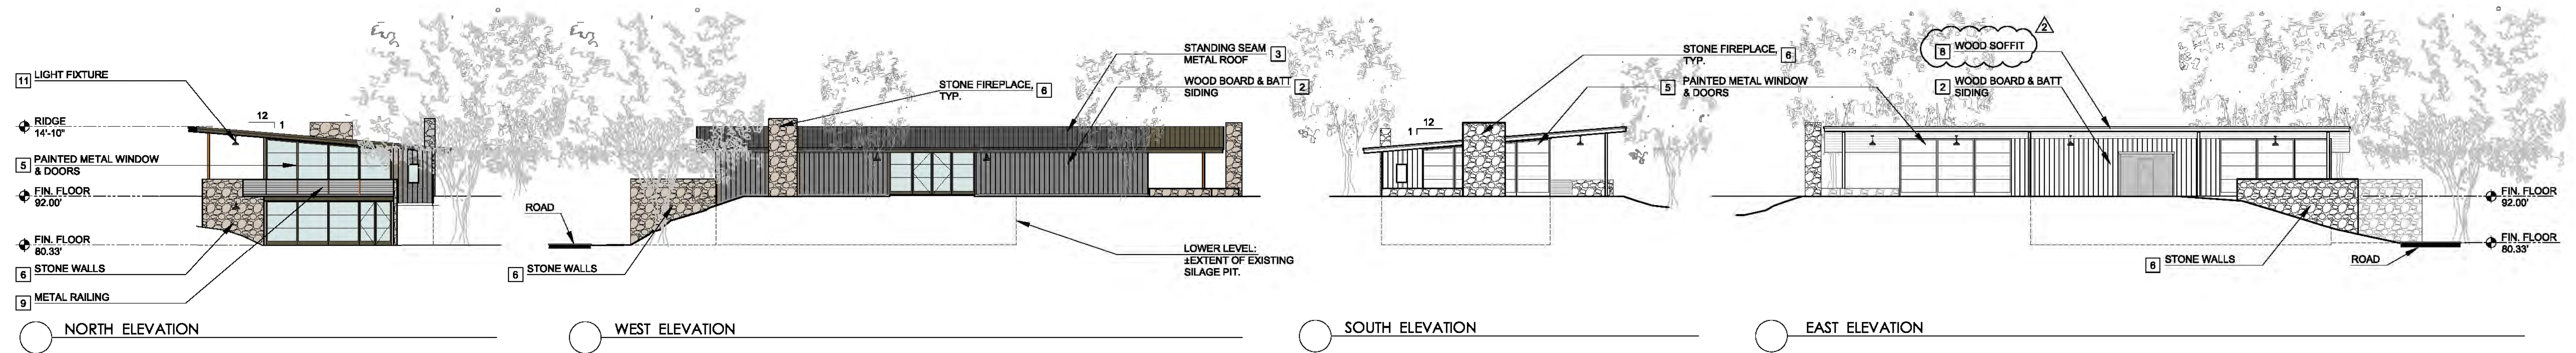 11 LIGHT FIXTURE
12
1
RIDGE
14'-10"
5 PAINTED METAL WINDOW
& DOORS
FIN. FLOOR
92.00'
FIN. FLOOR
80.33'
6 STONE WALLS
9 METAL RAILING
NORTH ELEVATION
STONE FIREPLACE, 6
TYP.
STANDING SEAM 3
METAL ROOF
WOOD BOARD & BATT 2
SIDING
ROAD
6 STONE WALLS
LOWER LEVEL:
±EXTENT OF EXISTING
SILAGE PIT.
WEST ELEVATION
12
1
STONE FIREPLACE, 6
TYP.
5 PAINTED METAL WINDOW
& DOORS
SOUTH ELEVATION
2
8 WOOD SOFFIT
2 WOOD BOARD & BATT
SIDING
FIN. FLOOR
92.00'
FIN. FLOOR
80.33'
6 STONE WALLS
ROAD
EAST ELEVATION